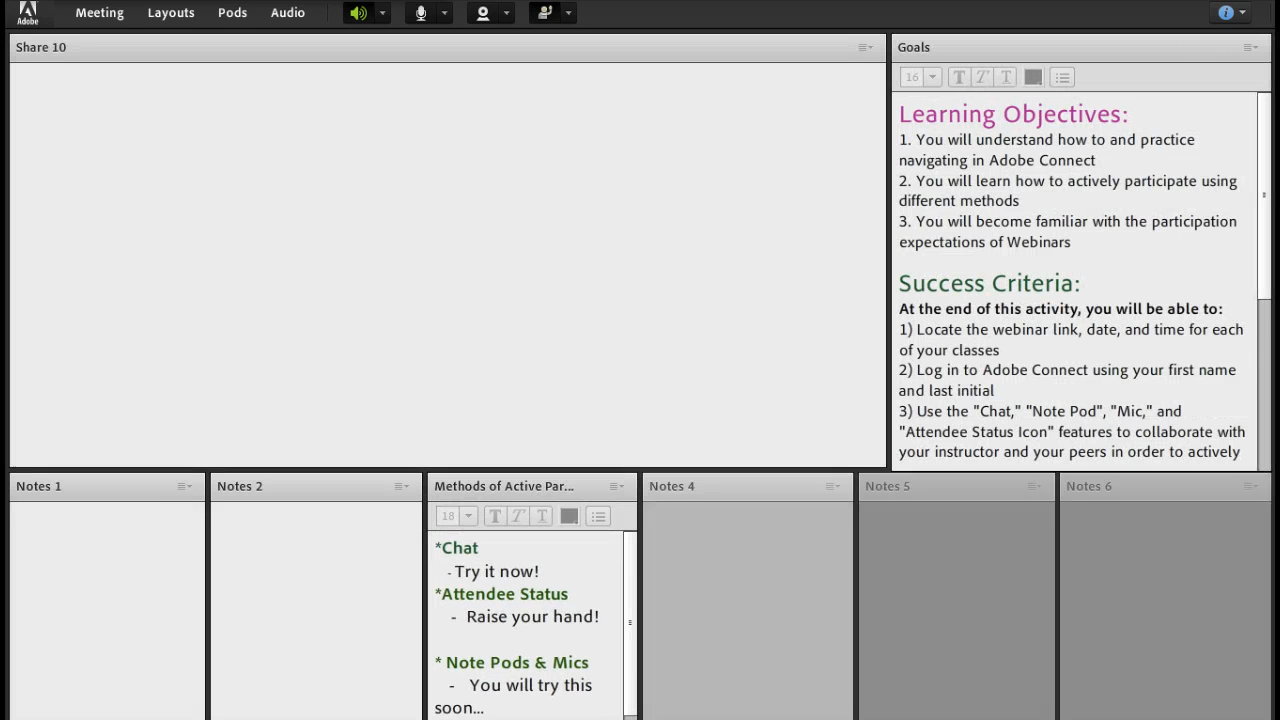 Adobe
Meeting Layouts Pods Audio
Share 10
Goals
16
Learning Objectives:
1. You will understand how to and practice
navigating in Adobe Connect
2. You will learn how to actively participate using
different methods
3. You will become familiar with the participation
expectations of Webinars
Success Criteria:
At the end of this activity, you will be able to:
1) Locate the webinar link, date, and time for each
of your classes
2) Log in to Adobe Connect using your first name
and last initial
3) Use the "Chat," "Note Pod", "Mic," and
"Attendee Status Icon" features to collaborate with
your instructor and your peers in order to actively
Notes 1
Notes 2
Methods of Active Par...
18
*Chat
- Try it now!
*Attendee Status
- Raise your hand!
* Note Pods & Mics
- You will try this
soon...
Notes 4
Notes 5
Notes 6